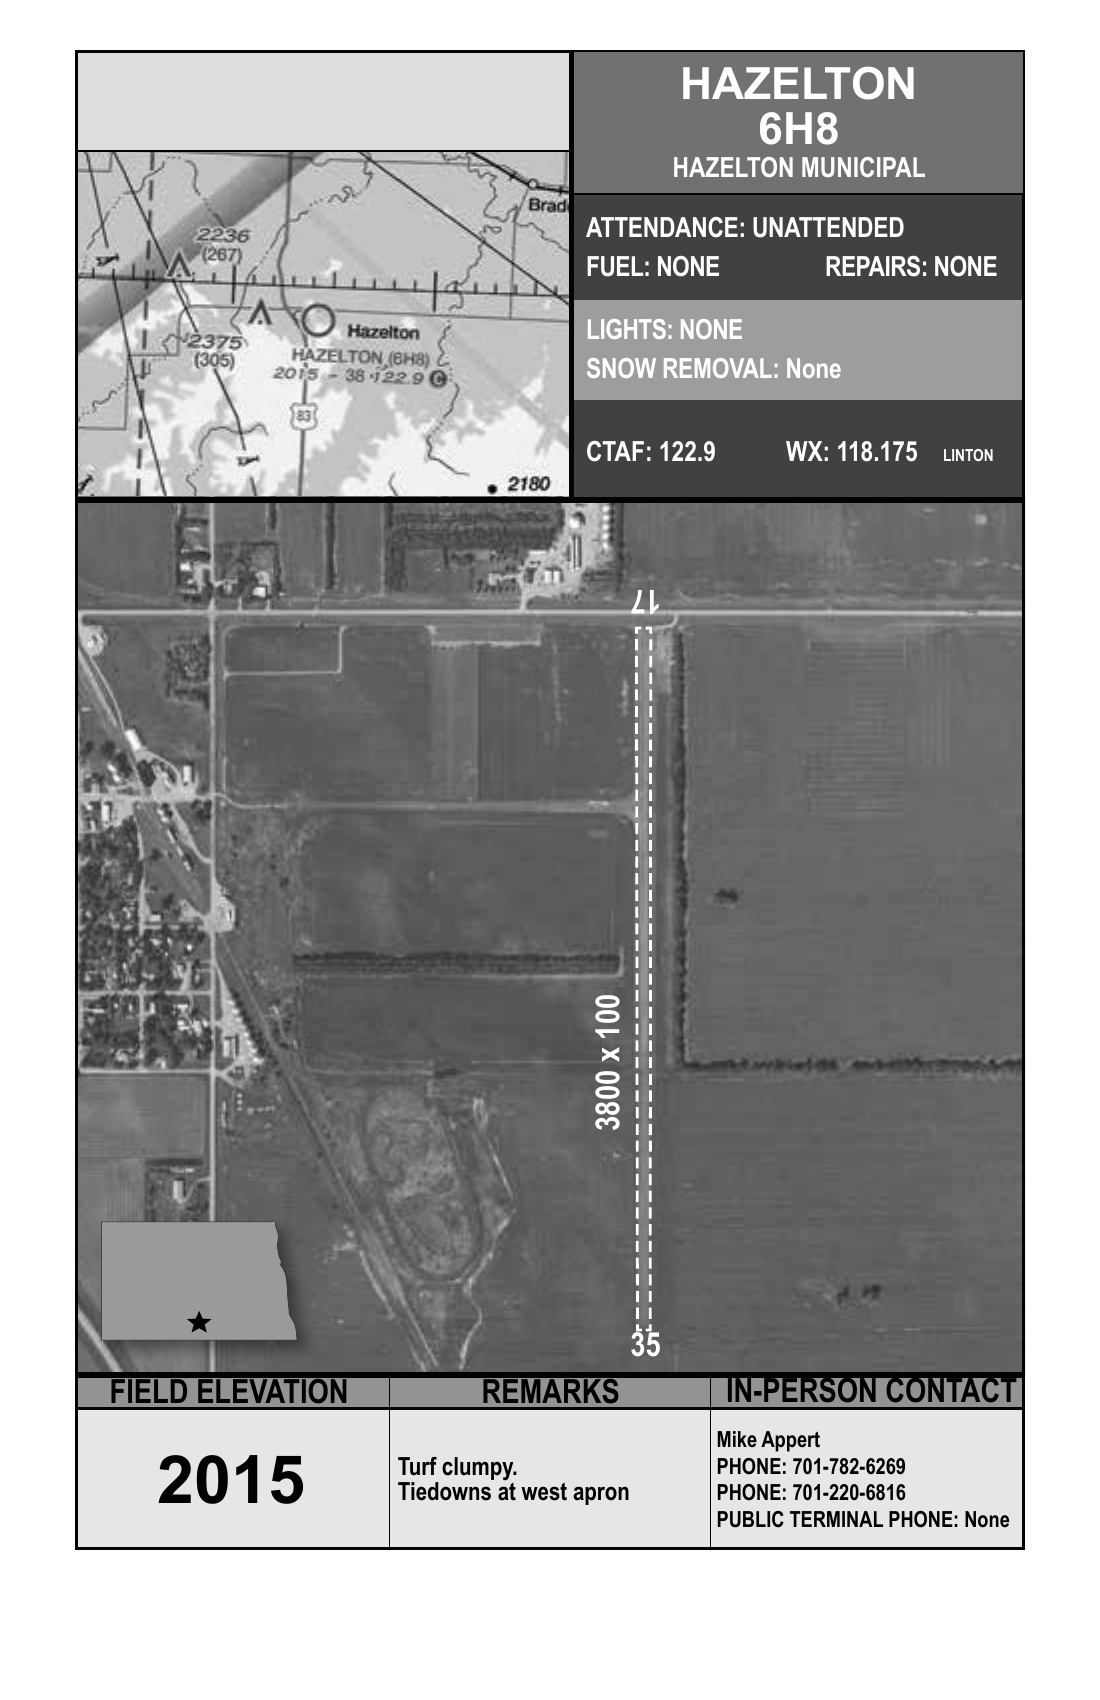 HAZELTON
6H8
HAZELTON MUNICIPAL
ATTENDANCE: UNATTENDED
FUEL: NONE REPAIRS: NONE
LIGHTS: NONE
SNOW REMOVAL: None
CTAF: 122.9 WX: 118.175 LINTON
Brad
2236
(267)
2375
(305)
Hazelton
HAZELTON (6H8)
2015 - 38 122.9 C
83
2180
17
3800 x 100
35
FIELD ELEVATION
2015
REMARKS
Turf clumpy.
Tiedowns at west apron
IN-PERSON CONTACT
Mike Appert
PHONE: 701-782-6269
PHONE: 701-220-6816
PUBLIC TERMINAL PHONE: None